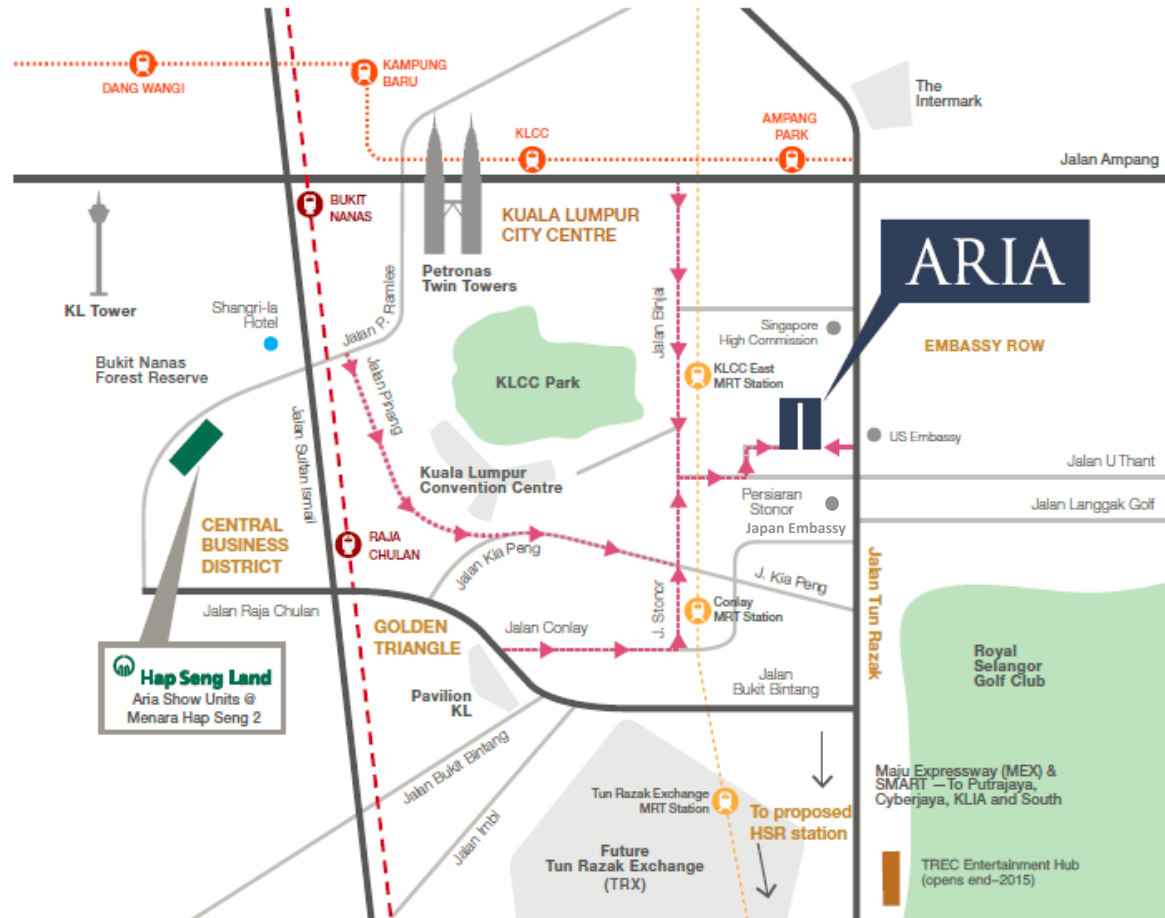 DANG WANGI
KAMPUNG
BARU
KLCC
AMPANG
PARK
The
Intermark
Jalan Ampang
BUKIT
NANAS
KUALA LUMPUR
CITY CENTRE
ARIA
KL Tower
Petronas
Twin Towers
Jalan P. Ramlee
Jalan Binjai
Shangri-la
Hotel
Singapore
High Commission
EMBASSY ROW
Bukit Nanas
Forest Reserve
KLCC Park
KLCC East
MRT Station
Jalan Pinang
Jalan Sultan Ismail
US Embassy
Kuala Lumpur
Convention Centre
Jalan U Thant
Persiaran
Stonor
Japan Embassy
Jalan Langgak Golf
CENTRAL
BUSINESS
DISTRICT
RAJA
CHULAN
Jalan Kia Peng
J. Kia Peng
Jalan Tun Razak
Jalan Raja Chulan
GOLDEN
TRIANGLE
Jalan Conlay
J. Stonor
Conlay
MRT Station
Royal
Selangor
Golf Club
Hap Seng Land
Aria Show Units @
Menara Hap Seng 2
Pavilion
KL
Jalan
Bukit Bintang
Jalan Bukit Bintang
Jalan Imbi
Tun Razak Exchange
MRT Station
To proposed
HSR station
Maju Expressway (MEX) &
SMART —To Putrajaya,
Cyberjaya, KLIA and South
Future
Tun Razak Exchange
(TRX)
TREC Entertainment Hub
(opens end–2015)